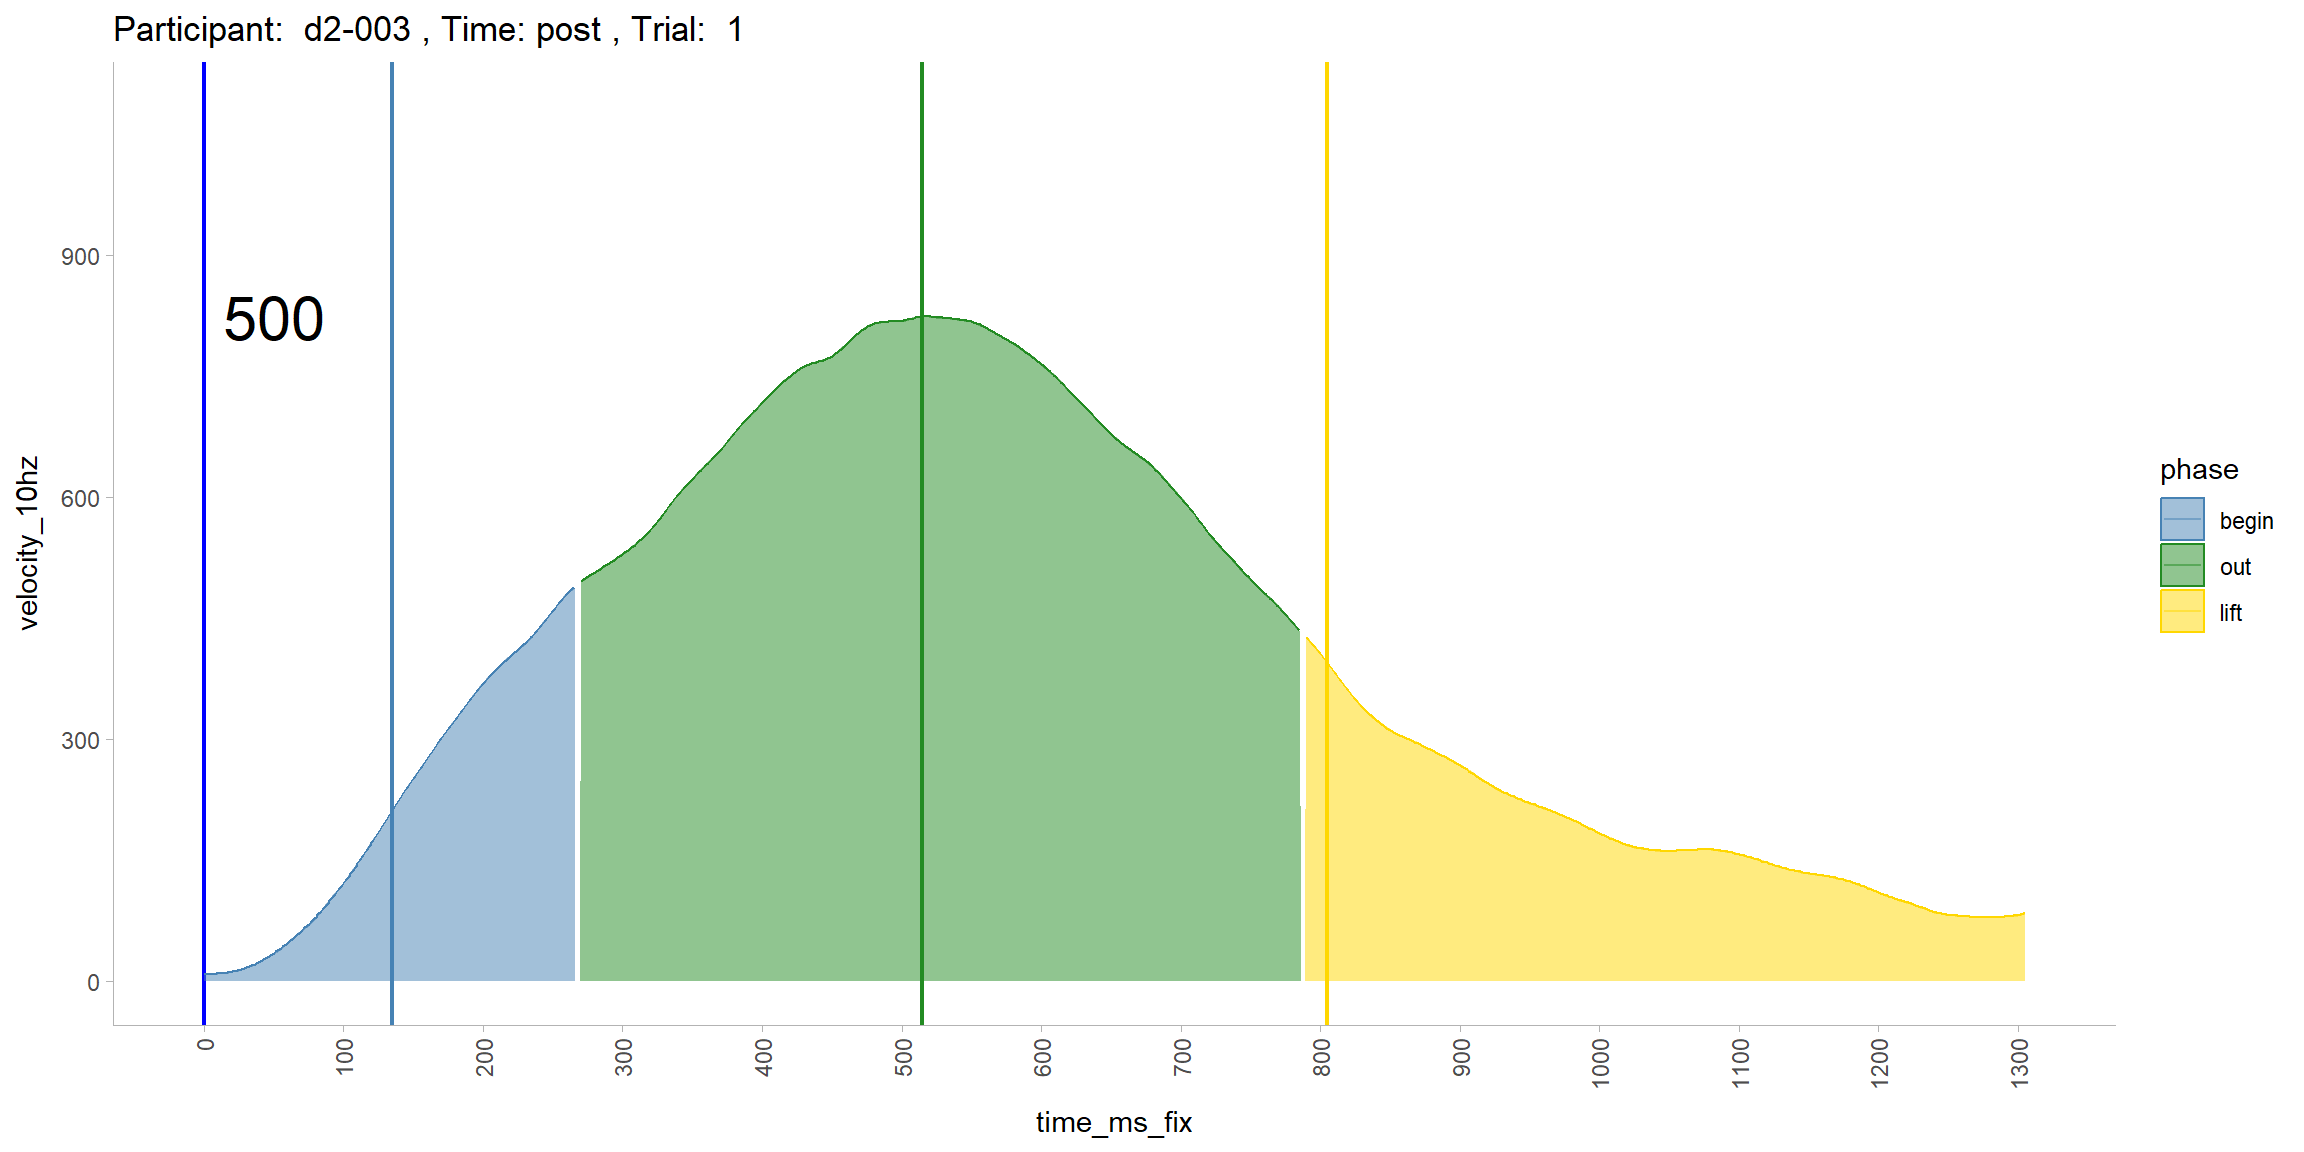 Participant:  d2-003 , Time: post , Trial:  1
velocity_10hz
900
600
300
0
500
0
100
200
300
400
500
600
700
800
900
1000
1100
1200
1300
time_ms_fix
phase
begin
out
lift